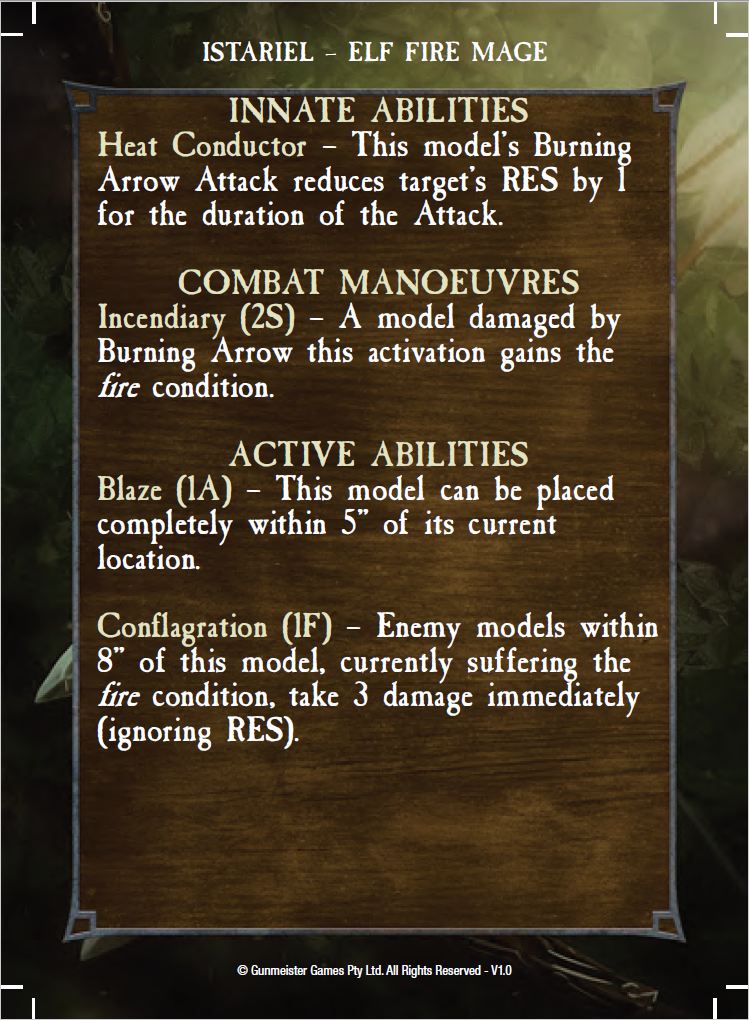 ISTARIEL – ELF FIRE MAGE
INNATE ABILITIES
Heat Conductor – This model's Burning
Arrow Attack reduces target's RES by 1
for the duration of the Attack.
COMBAT MANOEUVRES
Incendiary (2S) – A model damaged by
Burning Arrow this activation gains the
fire condition.
ACTIVE ABILITIES
Blaze (1A) – This model can be placed
completely within 5” of its current
location.
Conflagration (1F) – Enemy models within
8” of this model, currently suffering the
fire condition, take 3 damage immediately
(ignoring RES).
© Gunmeister Games Pty Ltd. All Rights Reserved - V1.0